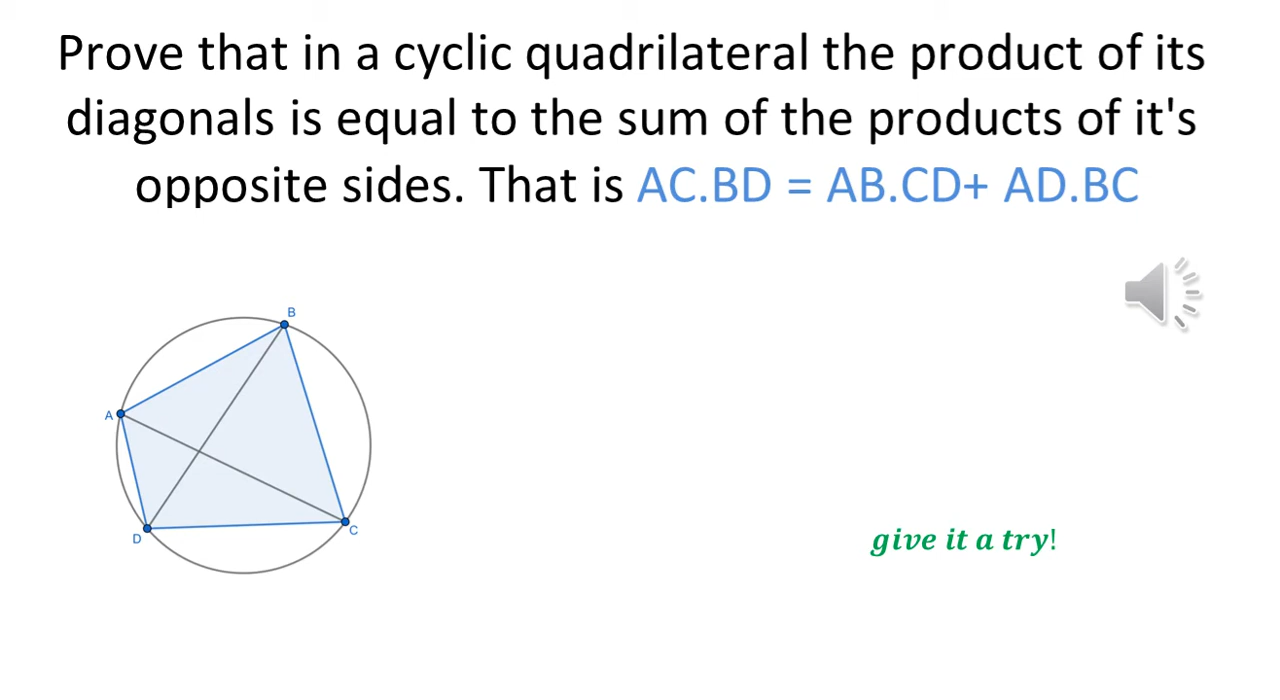 Prove that in a cyclic quadrilateral the product of its
diagonals is equal to the sum of the products of it's
opposite sides. That is AC.BD = AB.CD+ AD.BC
B
A
D
C
give it a try!